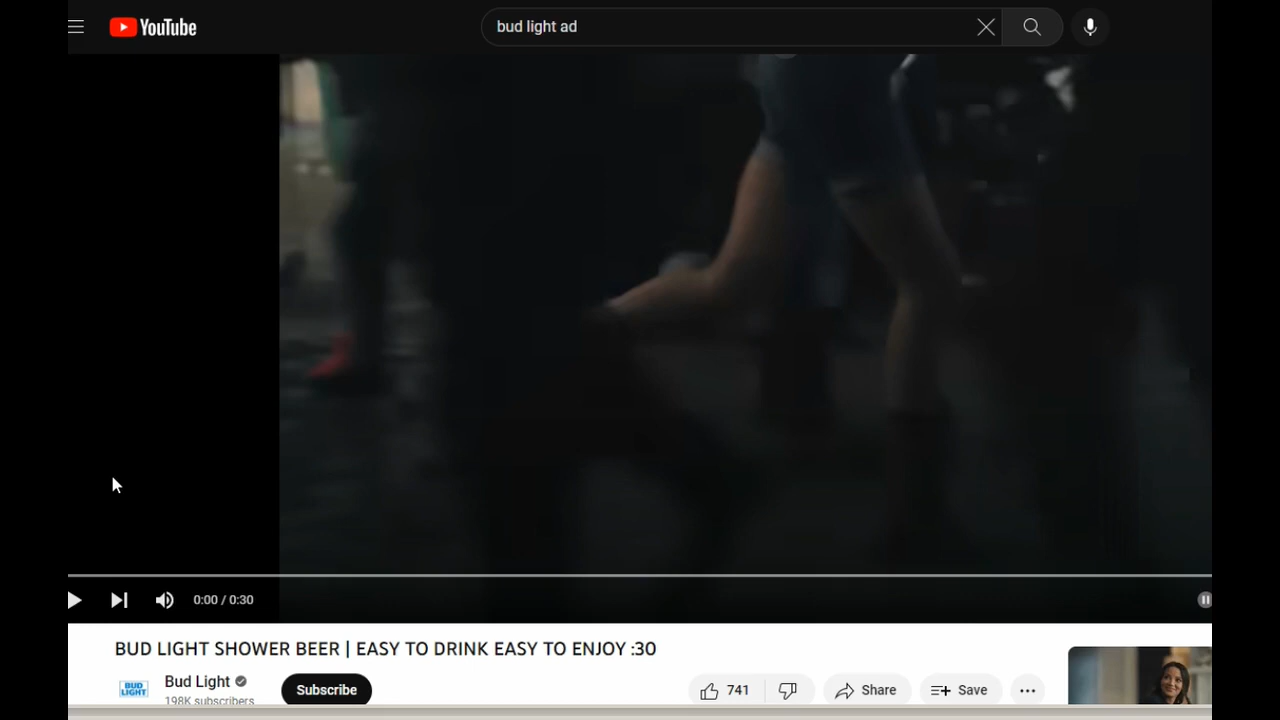 YouTube
bud light ad
0:00 / 0:30
BUD LIGHT SHOWER BEER | EASY TO DRINK EASY TO ENJOY :30
BUD
LIGHT
Bud Light
198K subscribers
Subscribe
741
Share
Save